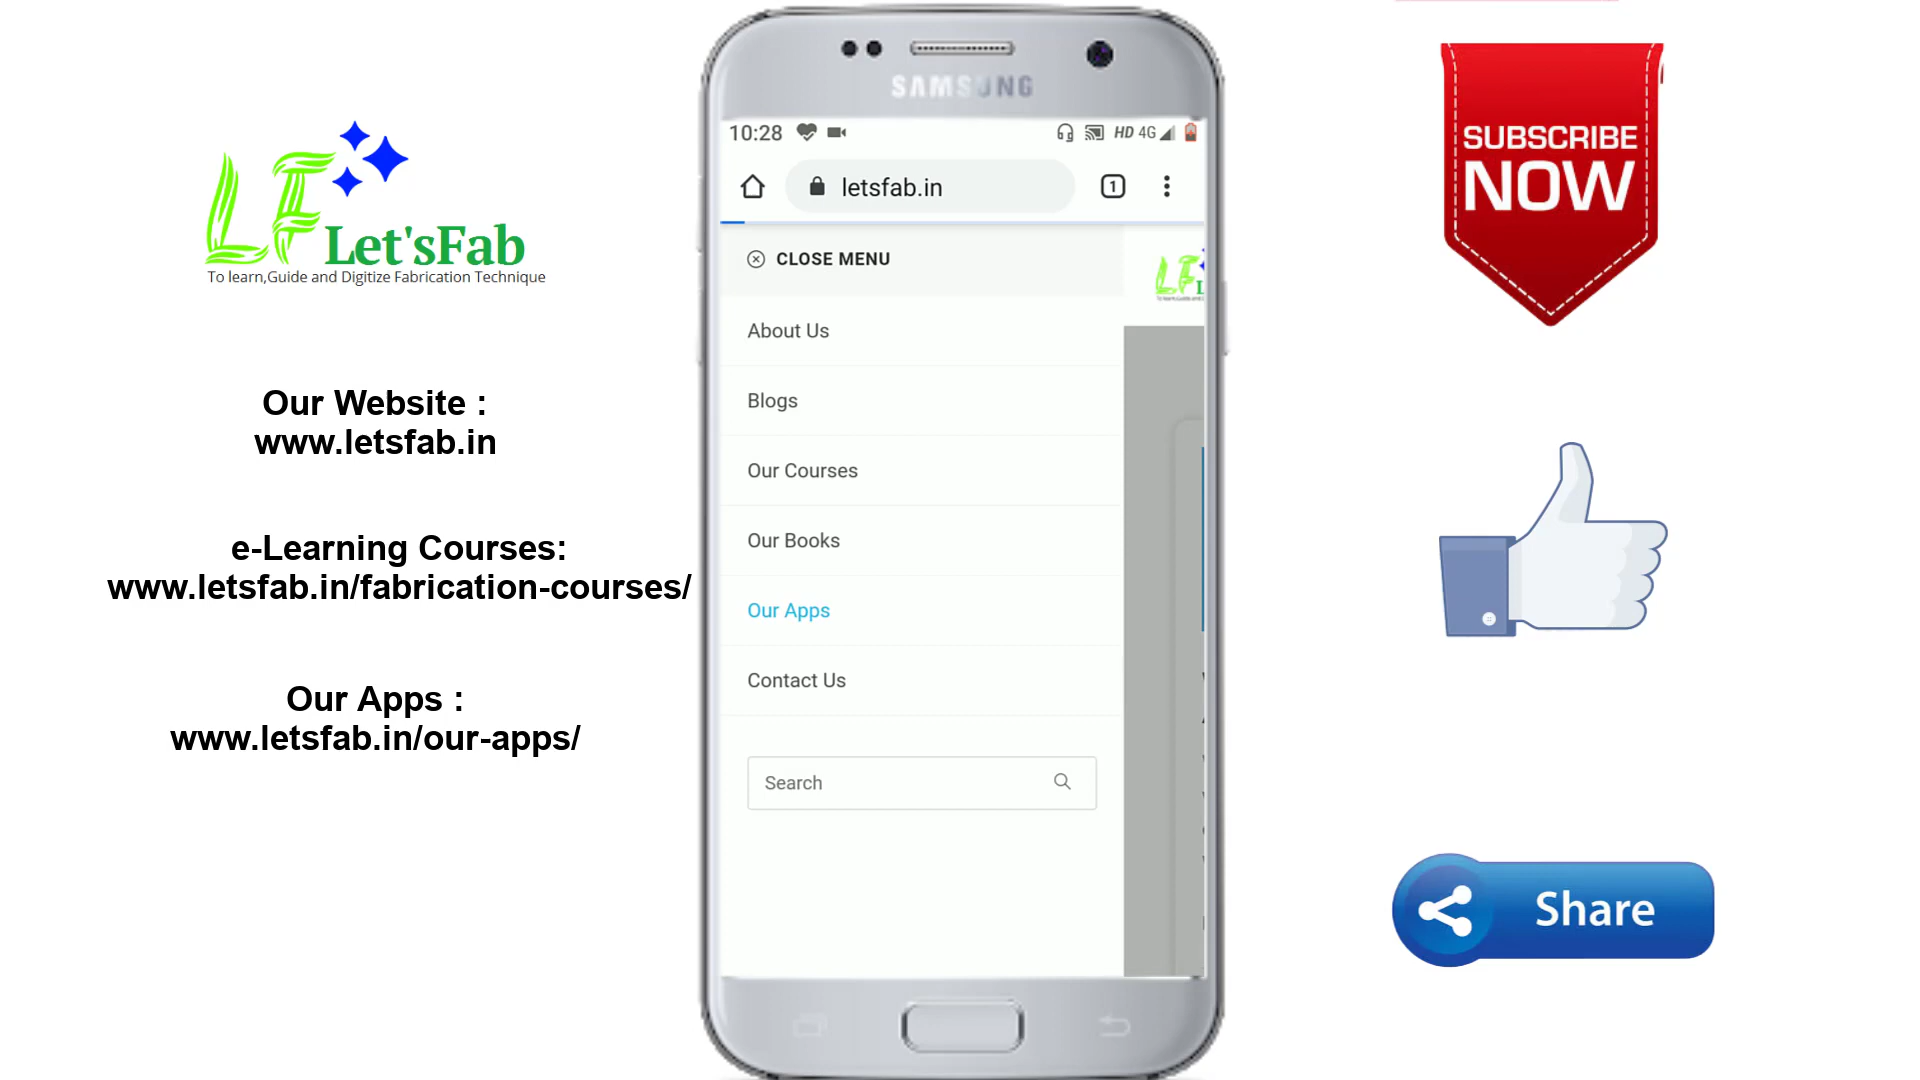 LF Let'sFab
To learn,Guide and Digitize Fabrication Technique
Our Website :
www.letsfab.in
e-Learning Courses:
www.letsfab.in/fabrication-courses/
Our Apps :
www.letsfab.in/our-apps/
SAMSUNG
10:28 HD 4G
letsfab.in 1
CLOSE MENU
About Us
Blogs
Our Courses
Our Books
Our Apps
Contact Us
Search
SUBSCRIBE
NOW
Share